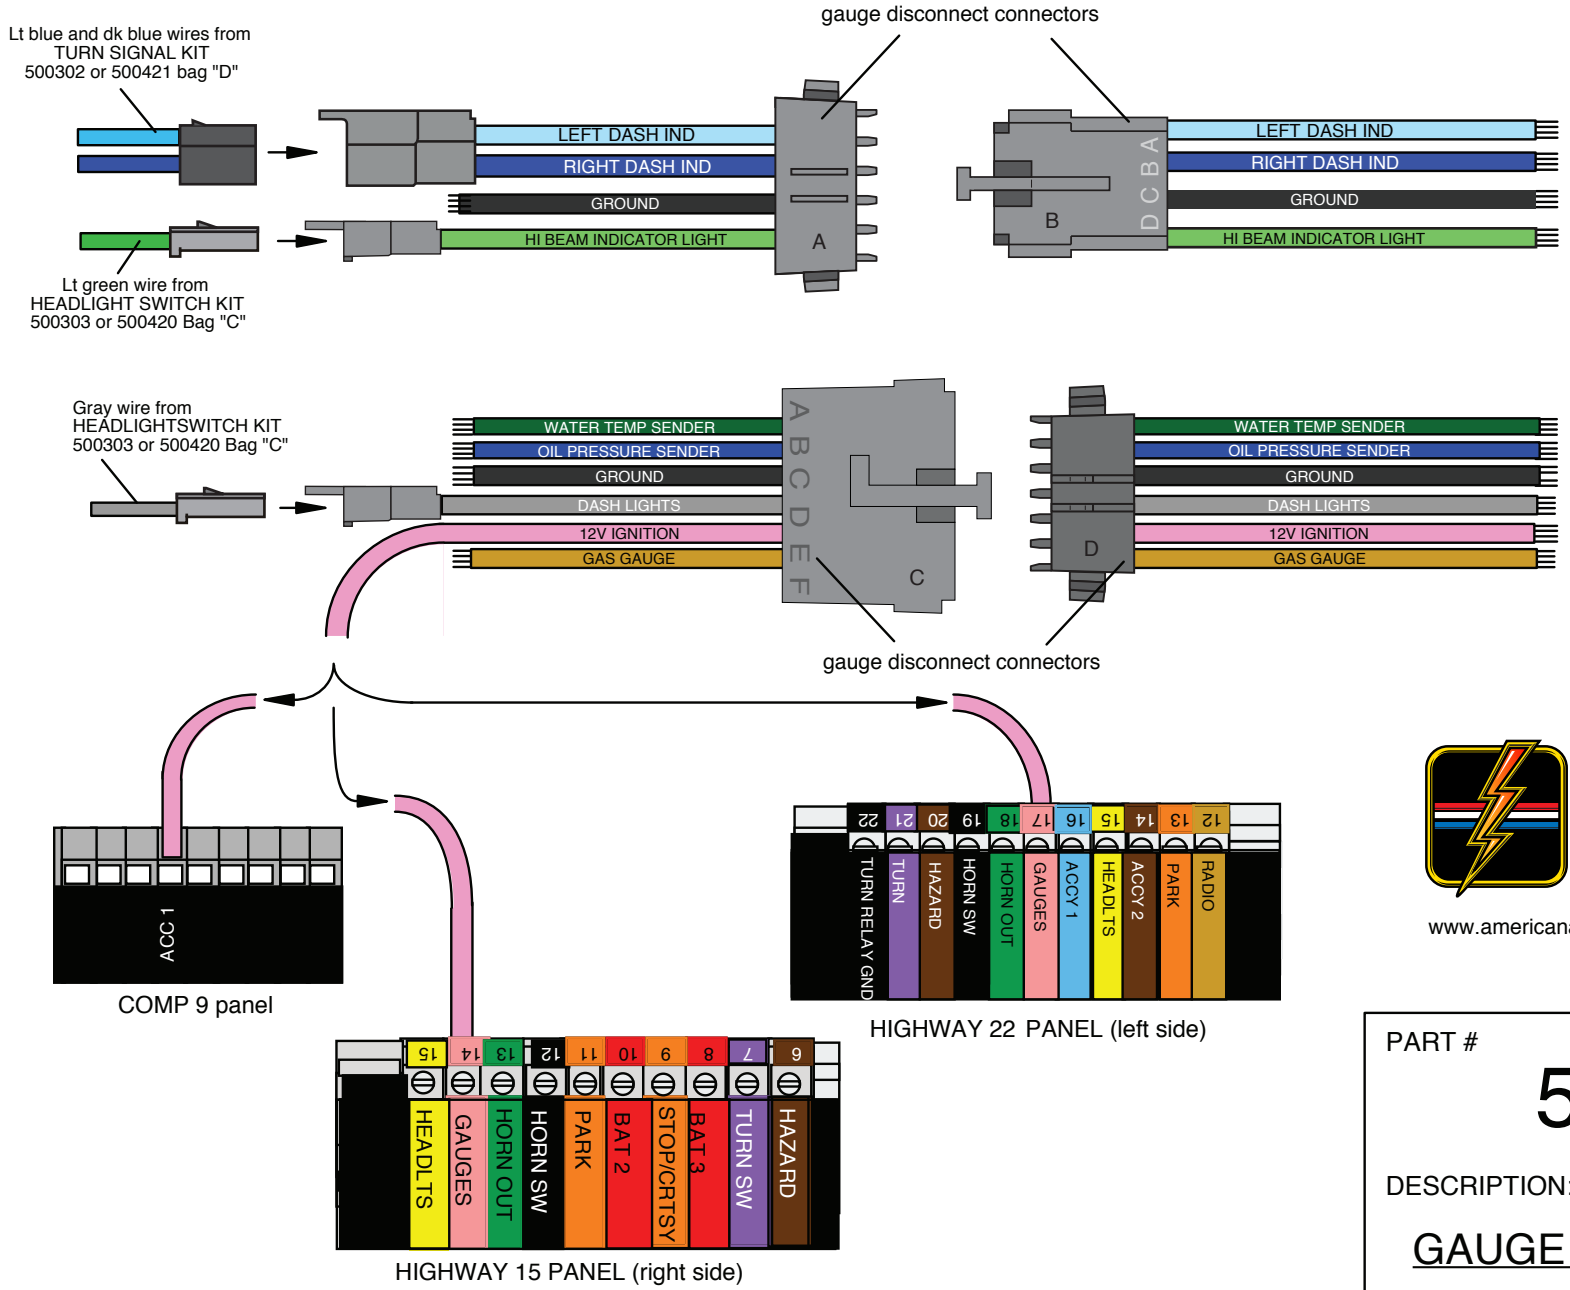 gauge disconnect connectors
Lt blue and dk blue wires from
TURN SIGNAL KIT
500302 or 500421 bag "D"
LEFT DASH IND
RIGHT DASH IND
GROUND
HI BEAM INDICATOR LIGHT
A
B
D C B A
LEFT DASH IND
RIGHT DASH IND
GROUND
HI BEAM INDICATOR LIGHT
Lt green wire from
HEADLIGHT SWITCH KIT
500303 or 500420 Bag "C"
Gray wire from
HEADLIGHTSWITCH KIT
500303 or 500420 Bag "C"
WATER TEMP SENDER
OIL PRESSURE SENDER
GROUND
DASH LIGHTS
12V IGNITION
GAS GAUGE
A B C D E F
C
D
WATER TEMP SENDER
OIL PRESSURE SENDER
GROUND
DASH LIGHTS
12V IGNITION
GAS GAUGE
gauge disconnect connectors
ACC 1
COMP 9 panel
22 21 20 19 18 17 16 15 14 13 12
TURN RELAY GND
TURN
HAZARD
HORN SW
HORN OUT
GAUGES
ACCY 1
HEADLTS
ACCY 2
PARK
RADIO
HIGHWAY 22 PANEL (left side)
15 14 13 12 11 10 9 8 7 6
HEADLTS
GAUGES
HORN OUT
HORN SW
PARK
BAT 2
STOP/CRTSY
BAT 3
TURN SW
HAZARD
HIGHWAY 15 PANEL (right side)
www.americana
PART #
5
DESCRIPTION:
GAUGE